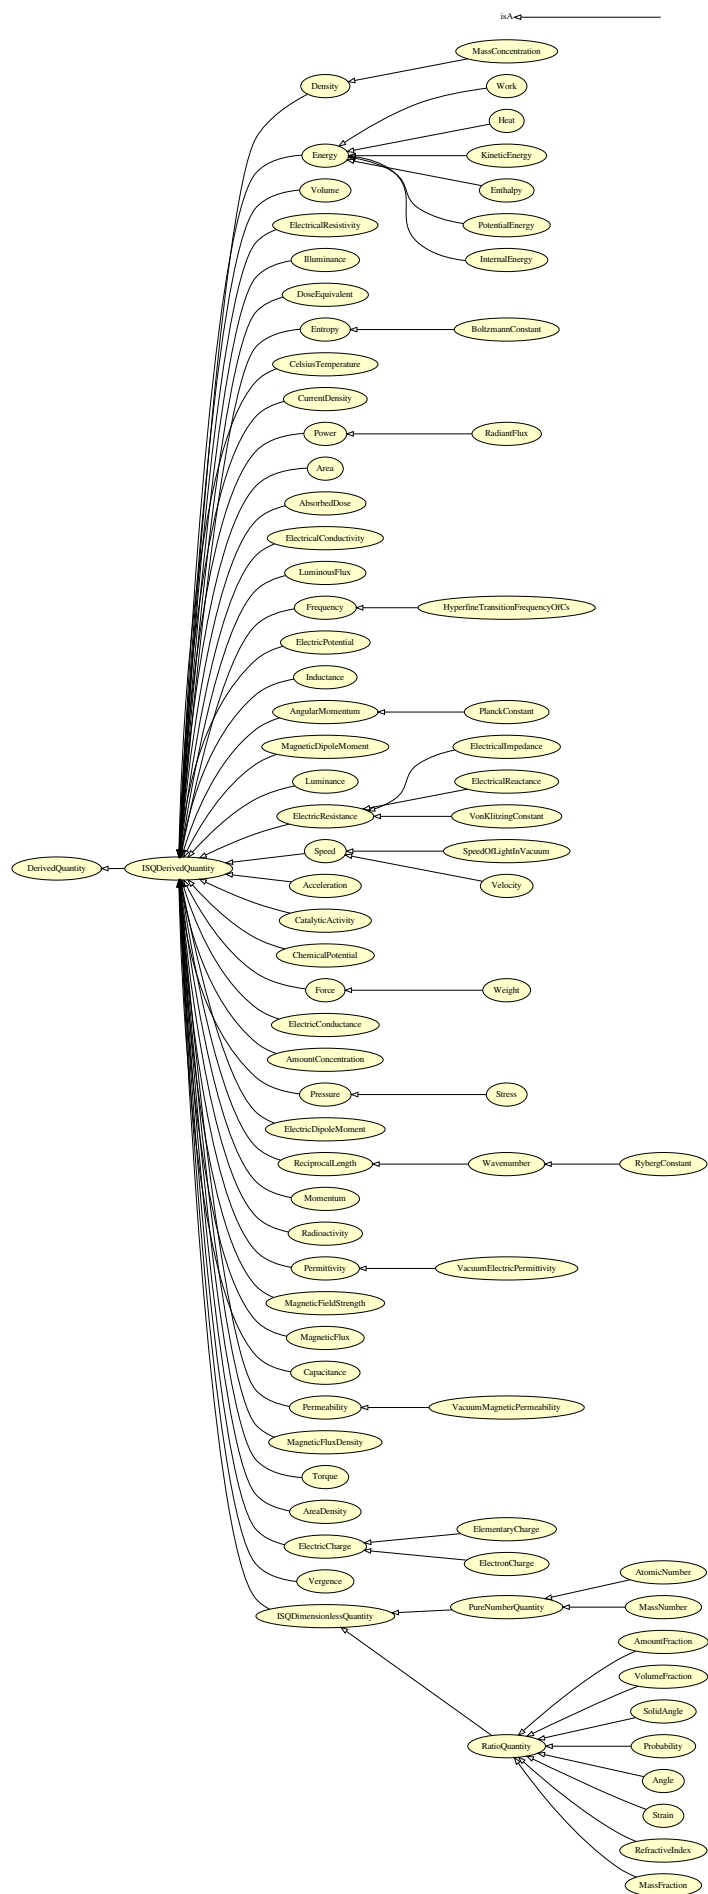 isA
MassConcentration
Density
Work
Heat
Energy
KineticEnergy
Volume
Enthalpy
ElectricalResistivity
PotentialEnergy
Illuminance
InternalEnergy
DoseEquivalent
Entropy
BoltzmannConstant
CelsiusTemperature
CurrentDensity
Power
RadiantFlux
Area
AbsorbedDose
ElectricalConductivity
LuminousFlux
Frequency
HyperfineTransitionFrequencyOfCs
ElectricPotential
Inductance
AngularMomentum
PlanckConstant
MagneticDipoleMoment
ElectricalImpedance
Luminance
ElectricalReactance
ElectricResistance
VonKlitzingConstant
Speed
SpeedOfLightInVacuum
DerivedQuantity
ISQDerivedQuantity
Acceleration
Velocity
CatalyticActivity
ChemicalPotential
Force
Weight
ElectricConductance
AmountConcentration
Pressure
Stress
ElectricDipoleMoment
ReciprocalLength
Wavenumber
RybergConstant
Momentum
Radioactivity
Permittivity
VacuumElectricPermittivity
MagneticFieldStrength
MagneticFlux
Capacitance
Permeability
VacuumMagneticPermeability
MagneticFluxDensity
Torque
AreaDensity
ElementaryCharge
ElectricCharge
ElectronCharge
AtomicNumber
Vergence
PureNumberQuantity
MassNumber
ISQDimensionlessQuantity
AmountFraction
VolumeFraction
SolidAngle
RatioQuantity
Probability
Angle
Strain
RefractiveIndex
MassFraction